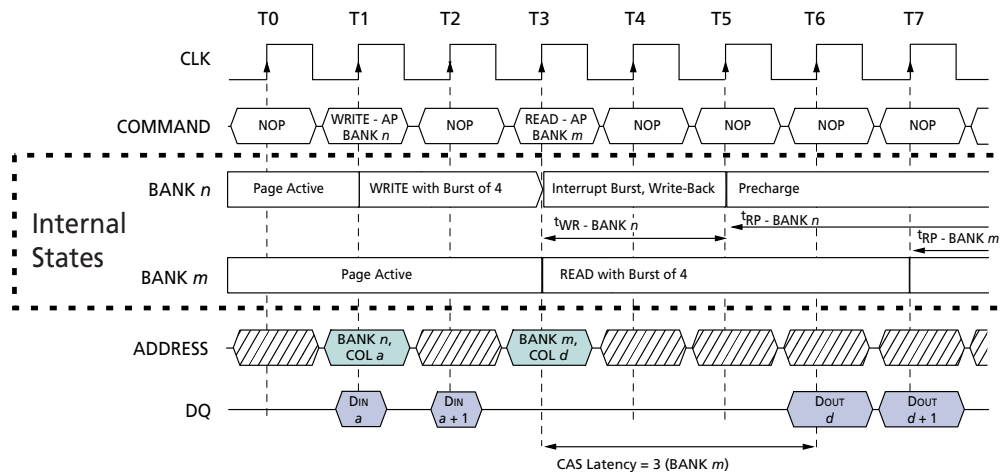 T0 T1 T2 T3 T4 T5 T6 T7
CLK
COMMAND
NOP
WRITE - AP
BANK n
NOP
READ - AP
BANK m
NOP
NOP
NOP
NOP
Internal
States
BANK n
Page Active
WRITE with Burst of 4
Interrupt Burst, Write-Back
Precharge
tWR - BANK n
tRP - BANK n
tRP - BANK m
BANK m
Page Active
READ with Burst of 4
ADDRESS
BANK n,
COL a
BANK m,
COL d
DQ
DIN
a
DIN
a + 1
DOUT
d
DOUT
d + 1
CAS Latency = 3 (BANK m)